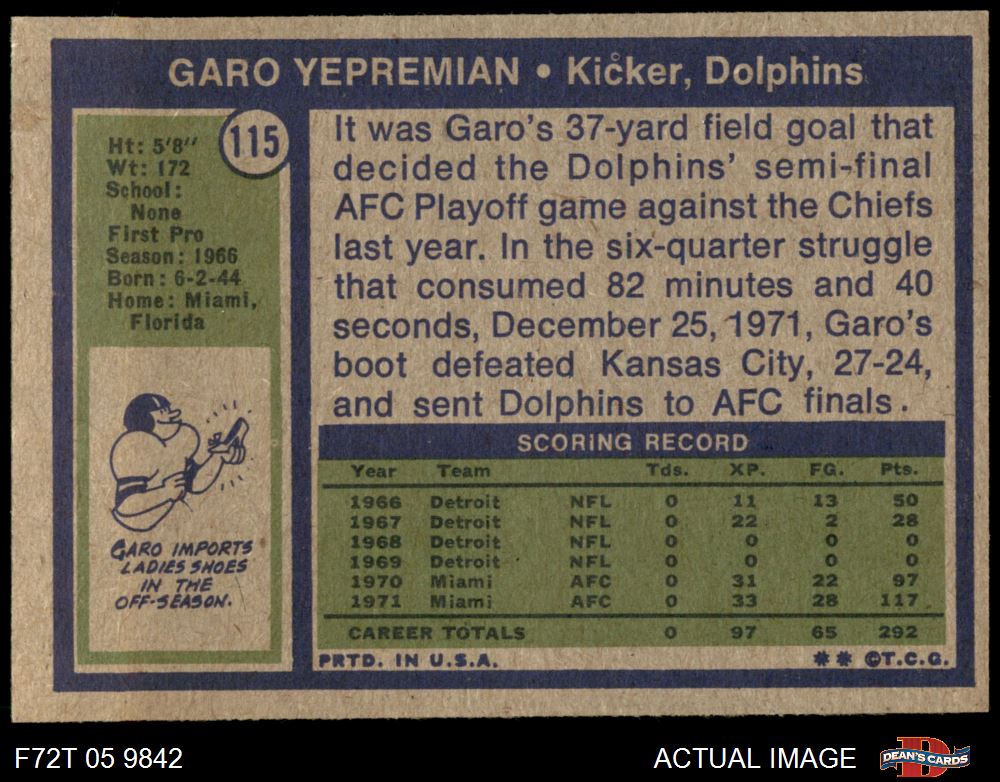 GARO YEPREMIAN • Kicker, Dolphins
115
Ht: 5'8"
Wt: 172
School:
None
First Pro
Season: 1966
Born: 6-2-44
Home: Miami,
Florida
GARO IMPORTS
LADIES SHOES
IN THE
OFF-SEASON.
It was Garo's 37-yard field goal that
decided the Dolphins' semi-final
AFC Playoff game against the Chiefs
last year. In the six-quarter struggle
that consumed 82 minutes and 40
seconds, December 25, 1971, Garo's
boot defeated Kansas City, 27-24,
and sent Dolphins to AFC finals.
SCORING RECORD
Year Team Tds. XP. FG. Pts.
1966 Detroit NFL 0 11 13 50
1967 Detroit NFL 0 22 2 28
1968 Detroit NFL 0 0 0 0
1969 Detroit NFL 0 0 0 0
1970 Miami AFC 0 31 22 97
1971 Miami AFC 0 33 28 117
CAREER TOTALS 0 97 65 292
PRTD. IN U.S.A. ** ©T.C.G.
F72T 05 9842 ACTUAL IMAGE
DEAN'S CARDS